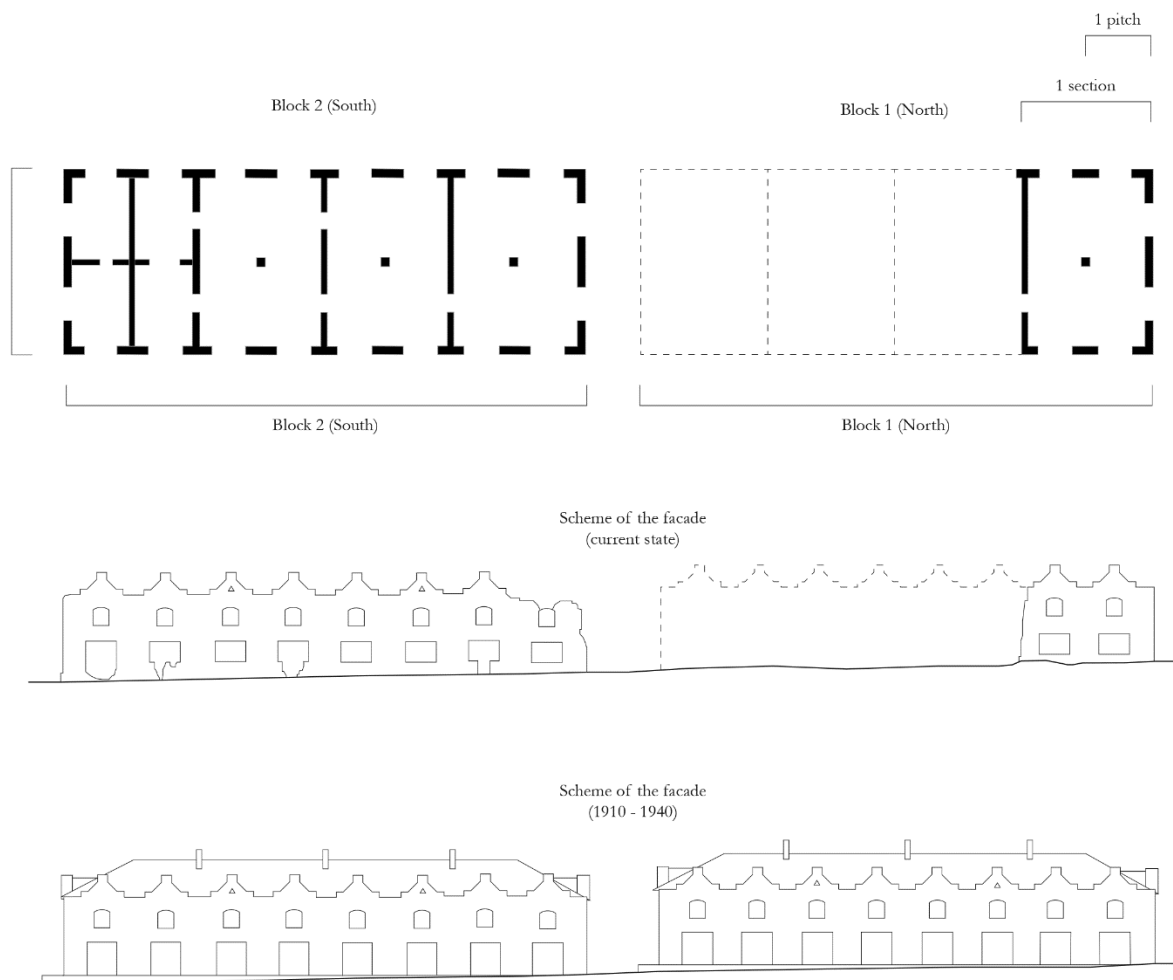 1 pitch
1 section
Block 2 (South)
Block 1 (North)
Block 2 (South)
Block 1 (North)
Scheme of the facade
(current state)
Scheme of the facade
(1910 - 1940)